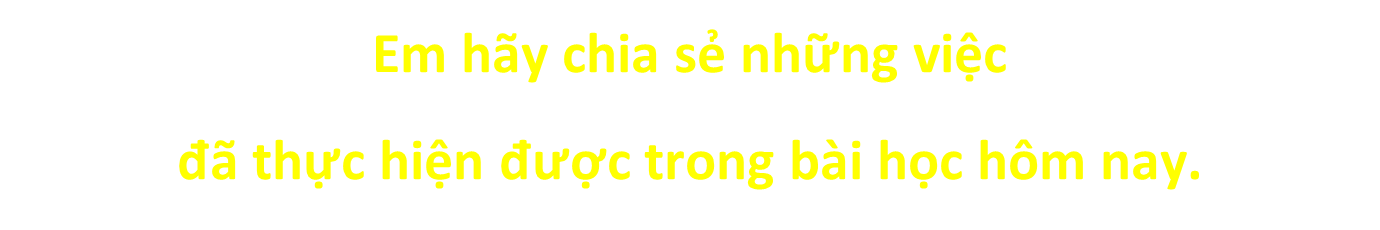 Em hãy chia sẻ những việc
đã thực hiện được trong bài học hôm nay.